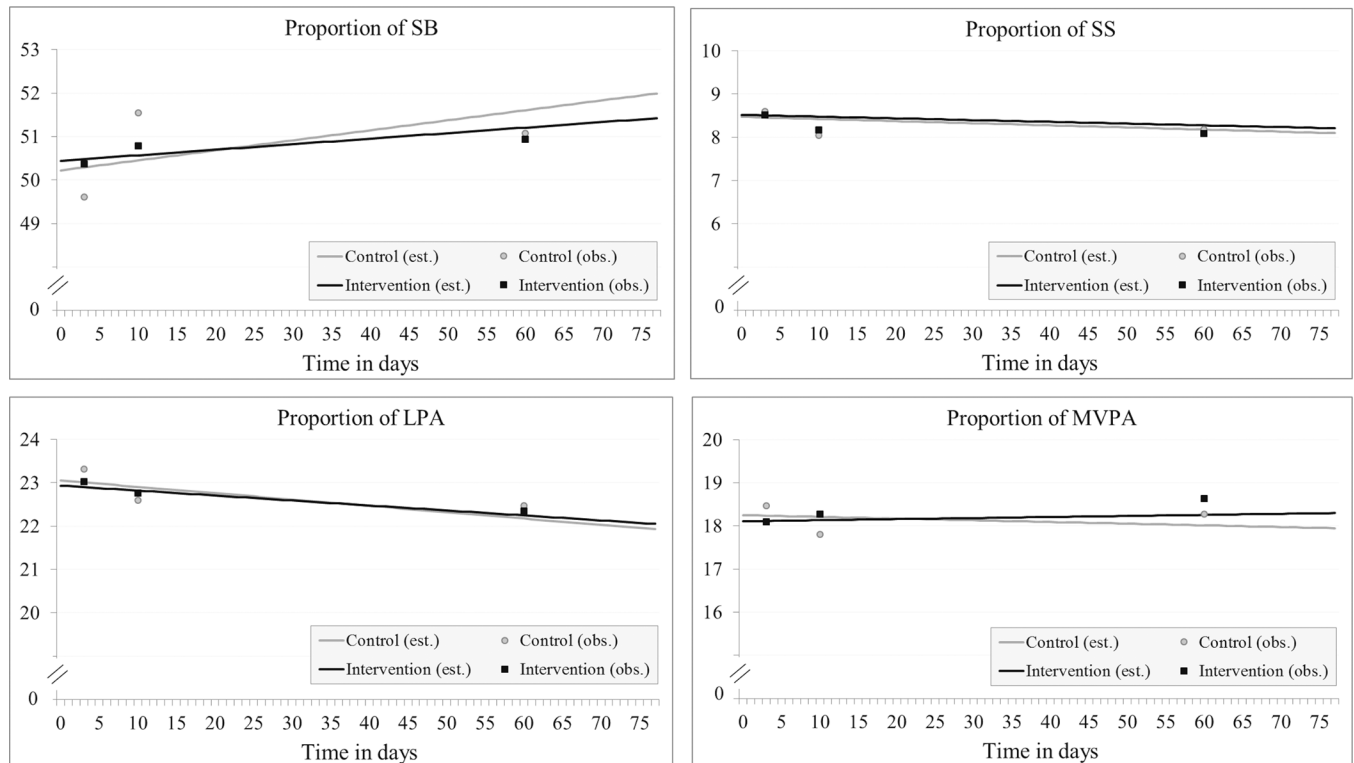 Proportion of SB
53
52
51
50
49
0
0 5 10 15 20 25 30 35 40 45 50 55 60 65 70 75
Time in days
Control (est.) Control (obs.)
Intervention (est.) Intervention (obs.)
Proportion of SS
10
9
8
7
6
0
0 5 10 15 20 25 30 35 40 45 50 55 60 65 70 75
Time in days
Control (est.) Control (obs.)
Intervention (est.) Intervention (obs.)
Proportion of LPA
24
23
22
21
20
0
0 5 10 15 20 25 30 35 40 45 50 55 60 65 70 75
Time in days
Control (est.) Control (obs.)
Intervention (est.) Intervention (obs.)
Proportion of MVPA
20
19
18
17
16
0
0 5 10 15 20 25 30 35 40 45 50 55 60 65 70 75
Time in days
Control (est.) Control (obs.)
Intervention (est.) Intervention (obs.)